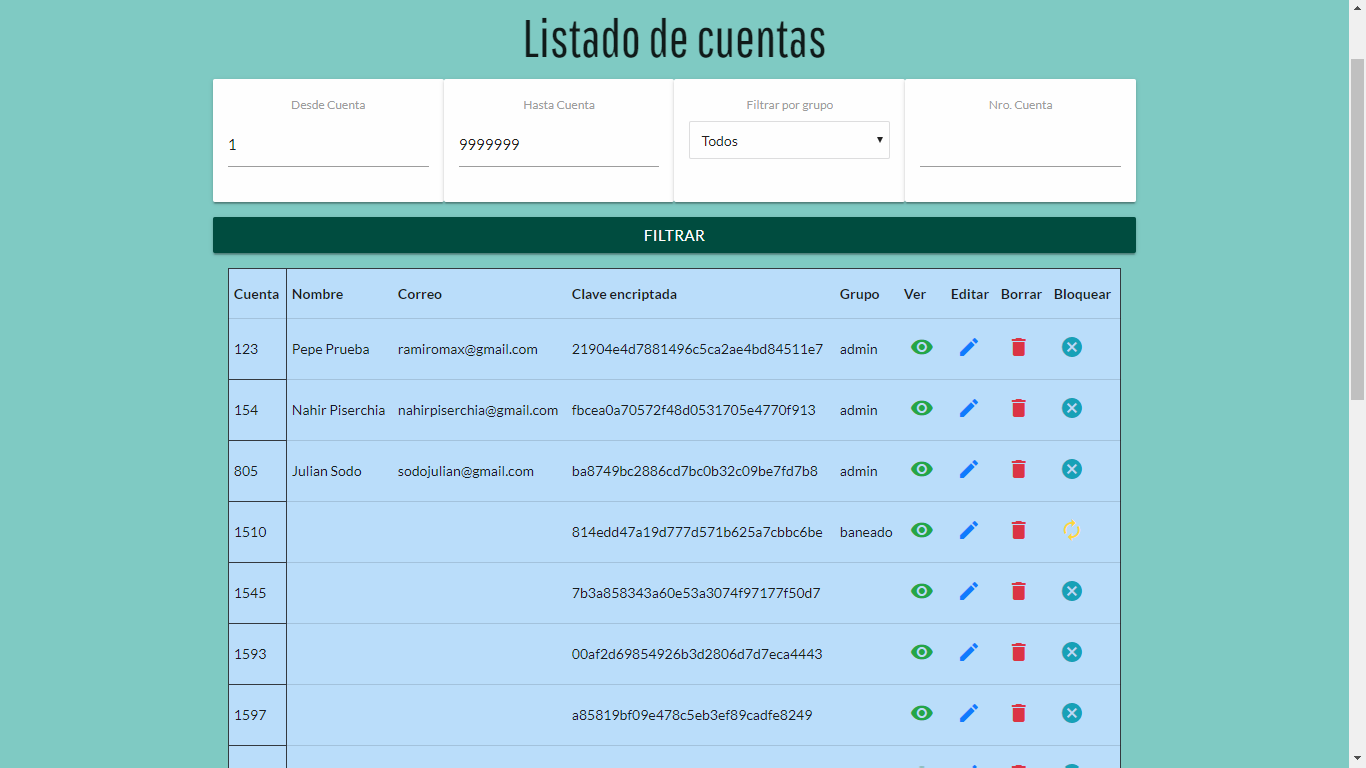 Listado de cuentas
Desde Cuenta Hasta Cuenta Filtrar por grupo Nro. Cuenta
1 9999999 Todos
FILTRAR
Cuenta Nombre Correo Clave encriptada Grupo Ver Editar Borrar Bloquear
123 Pepe Prueba ramiromax@gmail.com 21904e4d7881496c5ca2ae4bd84511e7 admin
154 Nahir Piserchia nahirpiserchia@gmail.com fbcea0a70572f48d0531705e4770f913 admin
805 Julian Sodo sodojulian@gmail.com ba8749bc2886cd7bc0b32c09be7fd7b8 admin
1510 814edd47a19d777d571b625a7cbbc6be baneado
1545 7b3a858343a60e53a3074f97177f50d7
1593 00af2d69854926b3d2806d7d7eca4443
1597 a85819bf09e478c5eb3ef89cadfe8249